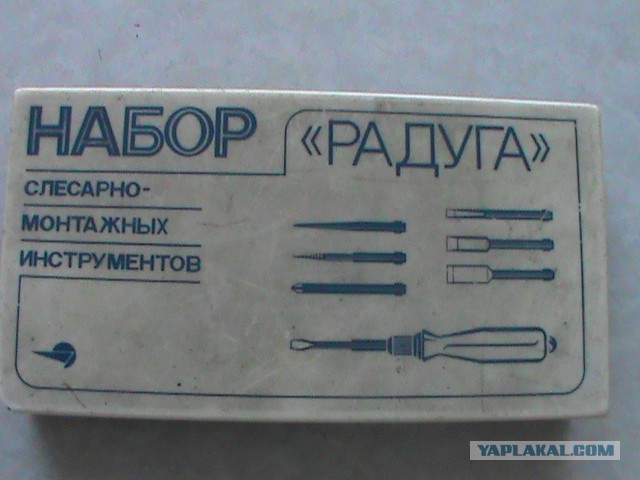 НАБОР «РАДУГА»
СЛЕСАРНО-
МОНТАЖНЫХ
ИНСТРУМЕНТОВ
YAPLAKAL.COM